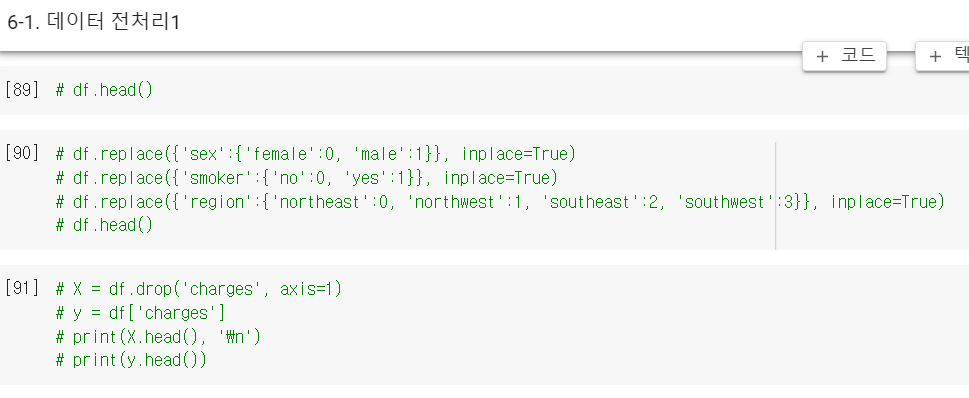 6-1. 데이터 전처리1
+ 코드
+ 텍
[89] # df.head()
[90] # df.replace({'sex':{'female':0, 'male':1}}, inplace=True)
# df.replace({'smoker':{'no':0, 'yes':1}}, inplace=True)
# df.replace({'region':{'northeast':0, 'northwest':1, 'southeast':2, 'southwest':3}}, inplace=True)
# df.head()
[91] # X = df.drop('charges', axis=1)
# y = df['charges']
# print(X.head(), '₩n')
# print(y.head())